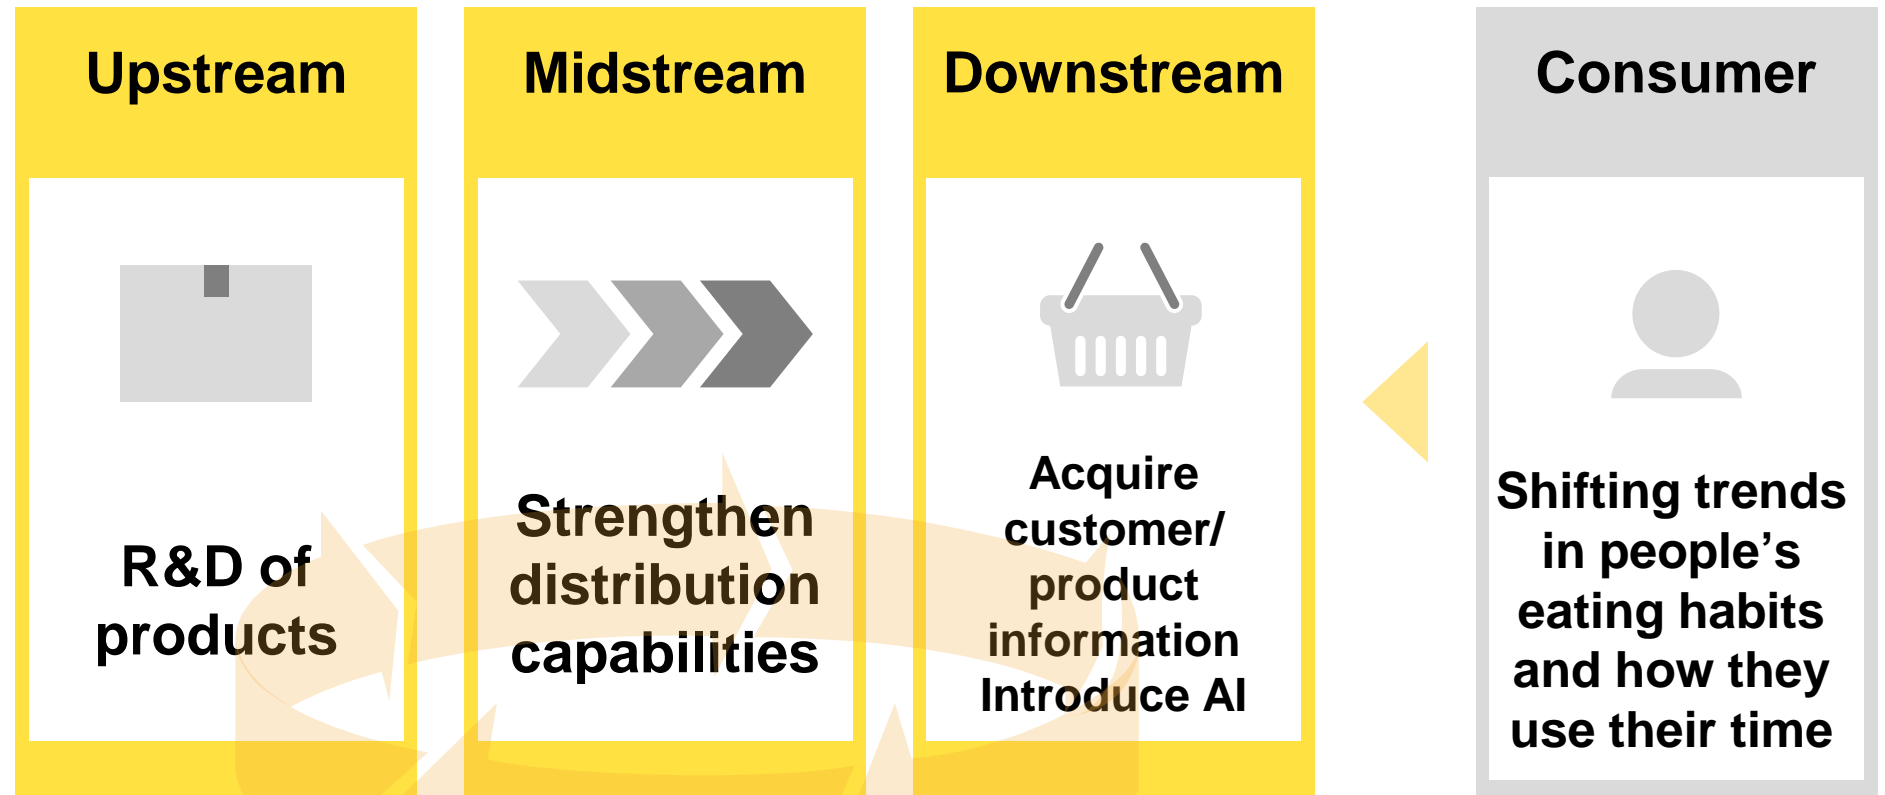 Upstream
R&D of
products
Midstream
Strengthen
distribution
capabilities
Downstream
Acquire
customer/
product
information
Introduce AI
Consumer
Shifting trends
in people’s
eating habits
and how they
use their time